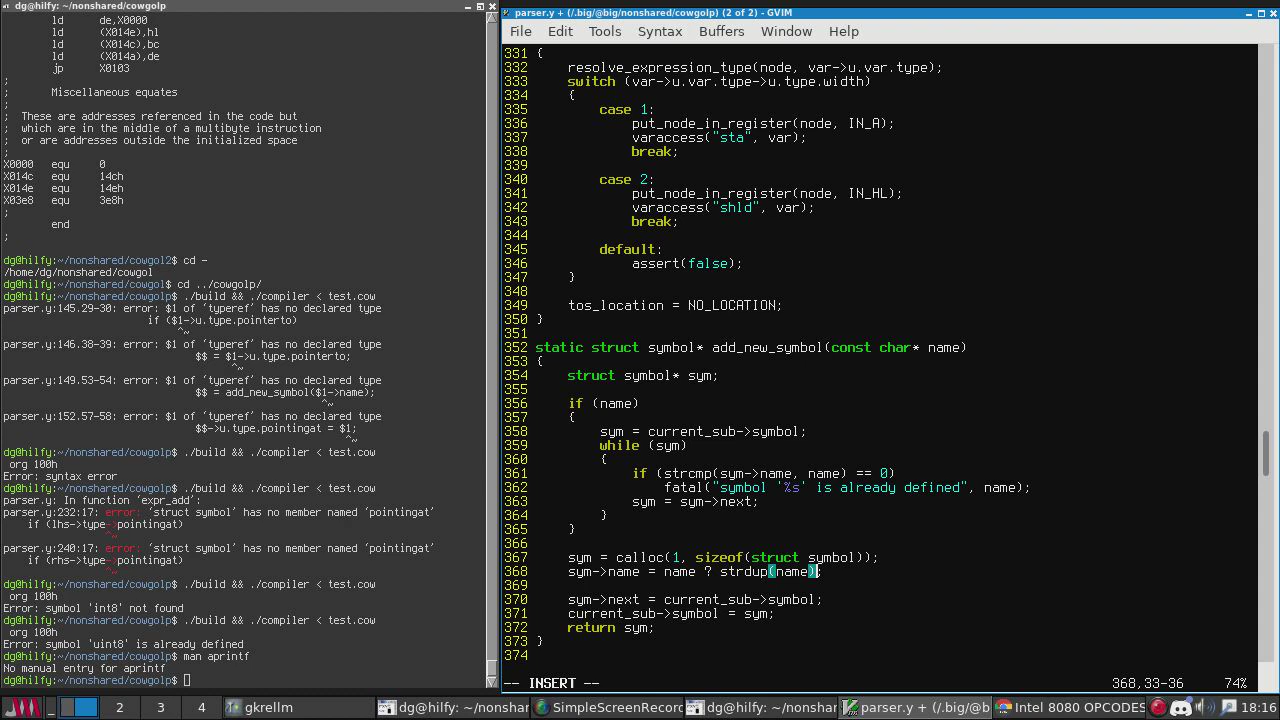 dg@hilfy: ~/nonshared/cowgolp
ld de,X0000
ld (X014e),hl
ld (X014c),bc
ld (X014a),de
jp X0103
;
; Miscellaneous equates
;
; These are addresses referenced in the code but
; which are in the middle of a multibyte instruction
; or are addresses outside the initialized space
;
X0000 equ 0
X014c equ 14ch
X014e equ 14eh
X03e8 equ 3e8h
;
end
;
dg@hilfy:~/nonshared/cowgol2$ cd -
/home/dg/nonshared/cowgol
dg@hilfy:~/nonshared/cowgol$ cd ../cowgolp/
dg@hilfy:~/nonshared/cowgolp$ ./build && ./compiler < test.cow
parser.y:145.29-30: error: $1 of ‘typeref’ has no declared type
if ($1->u.type.pointerto)
^~
parser.y:146.38-39: error: $1 of ‘typeref’ has no declared type
$$ = $1->u.type.pointerto;
^~
parser.y:149.53-54: error: $1 of ‘typeref’ has no declared type
$$ = add_new_symbol($1->name);
^~
parser.y:152.57-58: error: $1 of ‘typeref’ has no declared type
$$->u.type.pointingat = $1;
^~
dg@hilfy:~/nonshared/cowgolp$ ./build && ./compiler < test.cow
org 100h
Error: syntax error
dg@hilfy:~/nonshared/cowgolp$ ./build && ./compiler < test.cow
parser.y: In function ‘expr_add’:
parser.y:232:17: error: ‘struct symbol’ has no member named ‘pointingat’
if (lhs->type->pointingat)
^~
parser.y:240:17: error: ‘struct symbol’ has no member named ‘pointingat’
if (rhs->type->pointingat)
^~
dg@hilfy:~/nonshared/cowgolp$ ./build && ./compiler < test.cow
org 100h
Error: symbol 'int8' not found
dg@hilfy:~/nonshared/cowgolp$ ./build && ./compiler < test.cow
org 100h
Error: symbol 'uint8' is already defined
dg@hilfy:~/nonshared/cowgolp$ man aprintf
No manual entry for aprintf
dg@hilfy:~/nonshared/cowgolp$
parser.y + (/.big/@big/nonshared/cowgolp) (2 of 2) - GVIM
File Edit Tools Syntax Buffers Window Help
331 {
332 resolve_expression_type(node, var->u.var.type);
333 switch (var->u.var.type->u.type.width)
334 {
335 case 1:
336 put_node_in_register(node, IN_A);
337 varaccess("sta", var);
338 break;
339
340 case 2:
341 put_node_in_register(node, IN_HL);
342 varaccess("shld", var);
343 break;
344
345 default:
346 assert(false);
347 }
348
349 tos_location = NO_LOCATION;
350 }
351
352 static struct symbol* add_new_symbol(const char* name)
353 {
354 struct symbol* sym;
355
356 if (name)
357 {
358 sym = current_sub->symbol;
359 while (sym)
360 {
361 if (strcmp(sym->name, name) == 0)
362 fatal("symbol '%s' is already defined", name);
363 sym = sym->next;
364 }
365 }
366
367 sym = calloc(1, sizeof(struct symbol));
368 sym->name = name ? strdup(name);
369
370 sym->next = current_sub->symbol;
371 current_sub->symbol = sym;
372 return sym;
373 }
374
-- INSERT -- 368,33-36 74%
2 3 4 gkrellm dg@hilfy: ~/nonshar SimpleScreenRecor dg@hilfy: ~/nonshar parser.y + (/.big/@b Intel 8080 OPCODES 18:16